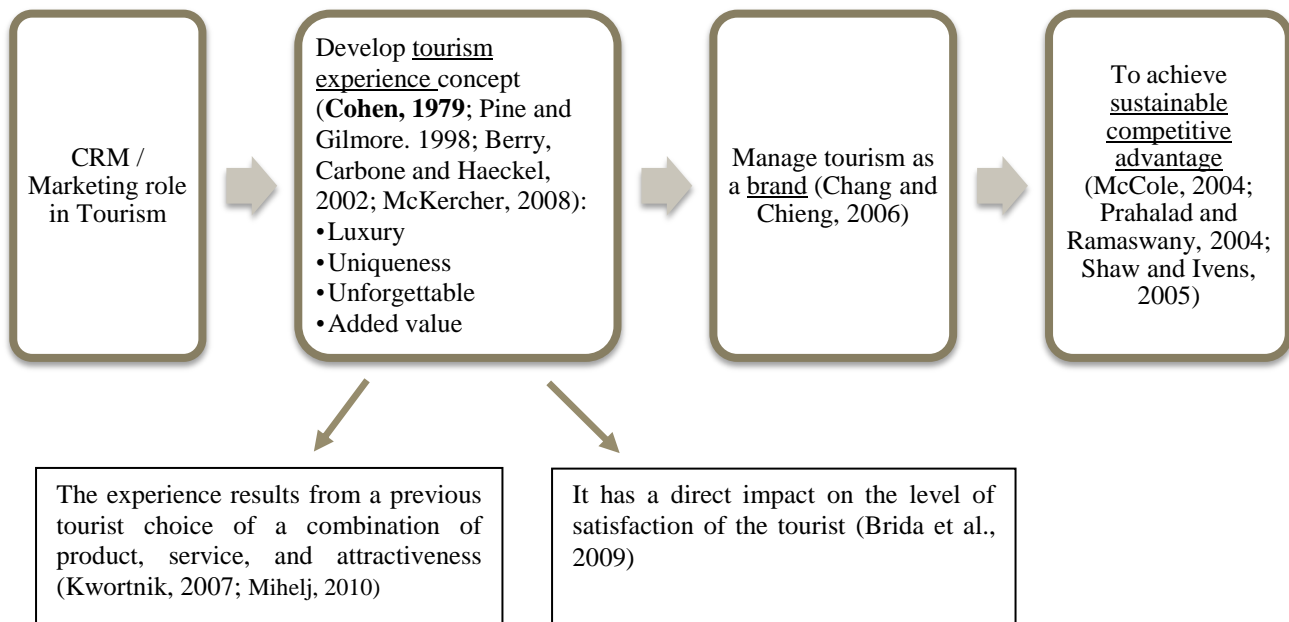 CRM /
Marketing role
in Tourism
Develop tourism
experience concept
(Cohen, 1979; Pine and
Gilmore. 1998; Berry,
Carbone and Haeckel,
2002; McKercher, 2008):
•Luxury
•Uniqueness
•Unforgettable
•Added value
Manage tourism as
a brand (Chang and
Chieng, 2006)
To achieve
sustainable
competitive
advantage
(McCole, 2004;
Prahalad and
Ramaswany, 2004;
Shaw and Ivens,
2005)
The experience results from a previous
tourist choice of a combination of
product, service, and attractiveness
(Kwortnik, 2007; Mihelj, 2010)
It has a direct impact on the level of
satisfaction of the tourist (Brida et al.,
2009)